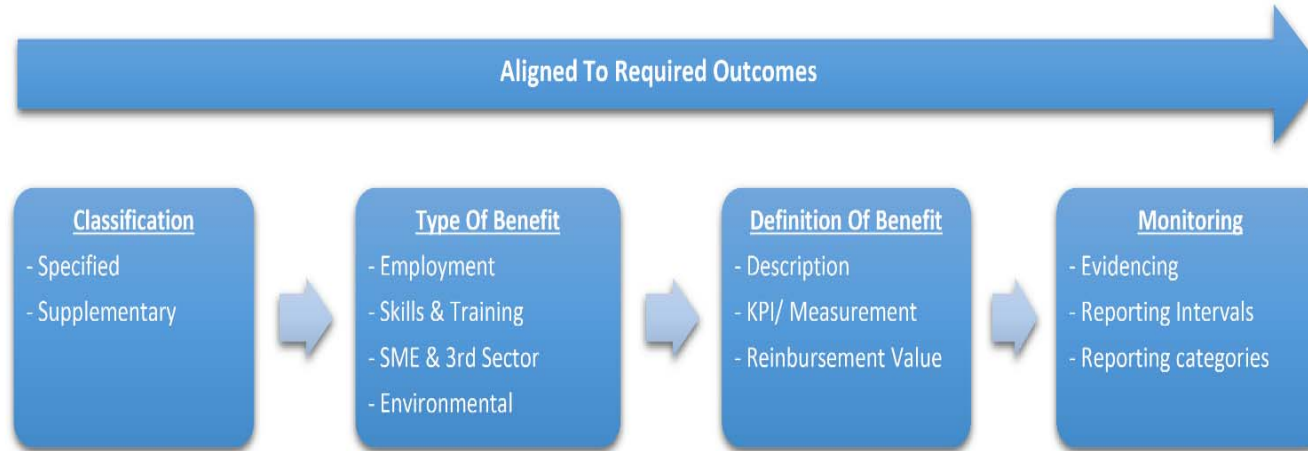 Aligned To Required Outcomes
Classification
- Specified
- Supplementary
Type Of Benefit
- Employment
- Skills & Training
- SME & 3rd Sector
- Environmental
Definition Of Benefit
- Description
- KPI/ Measurement
- Reinbursement Value
Monitoring
- Evidencing
- Reporting Intervals
- Reporting categories